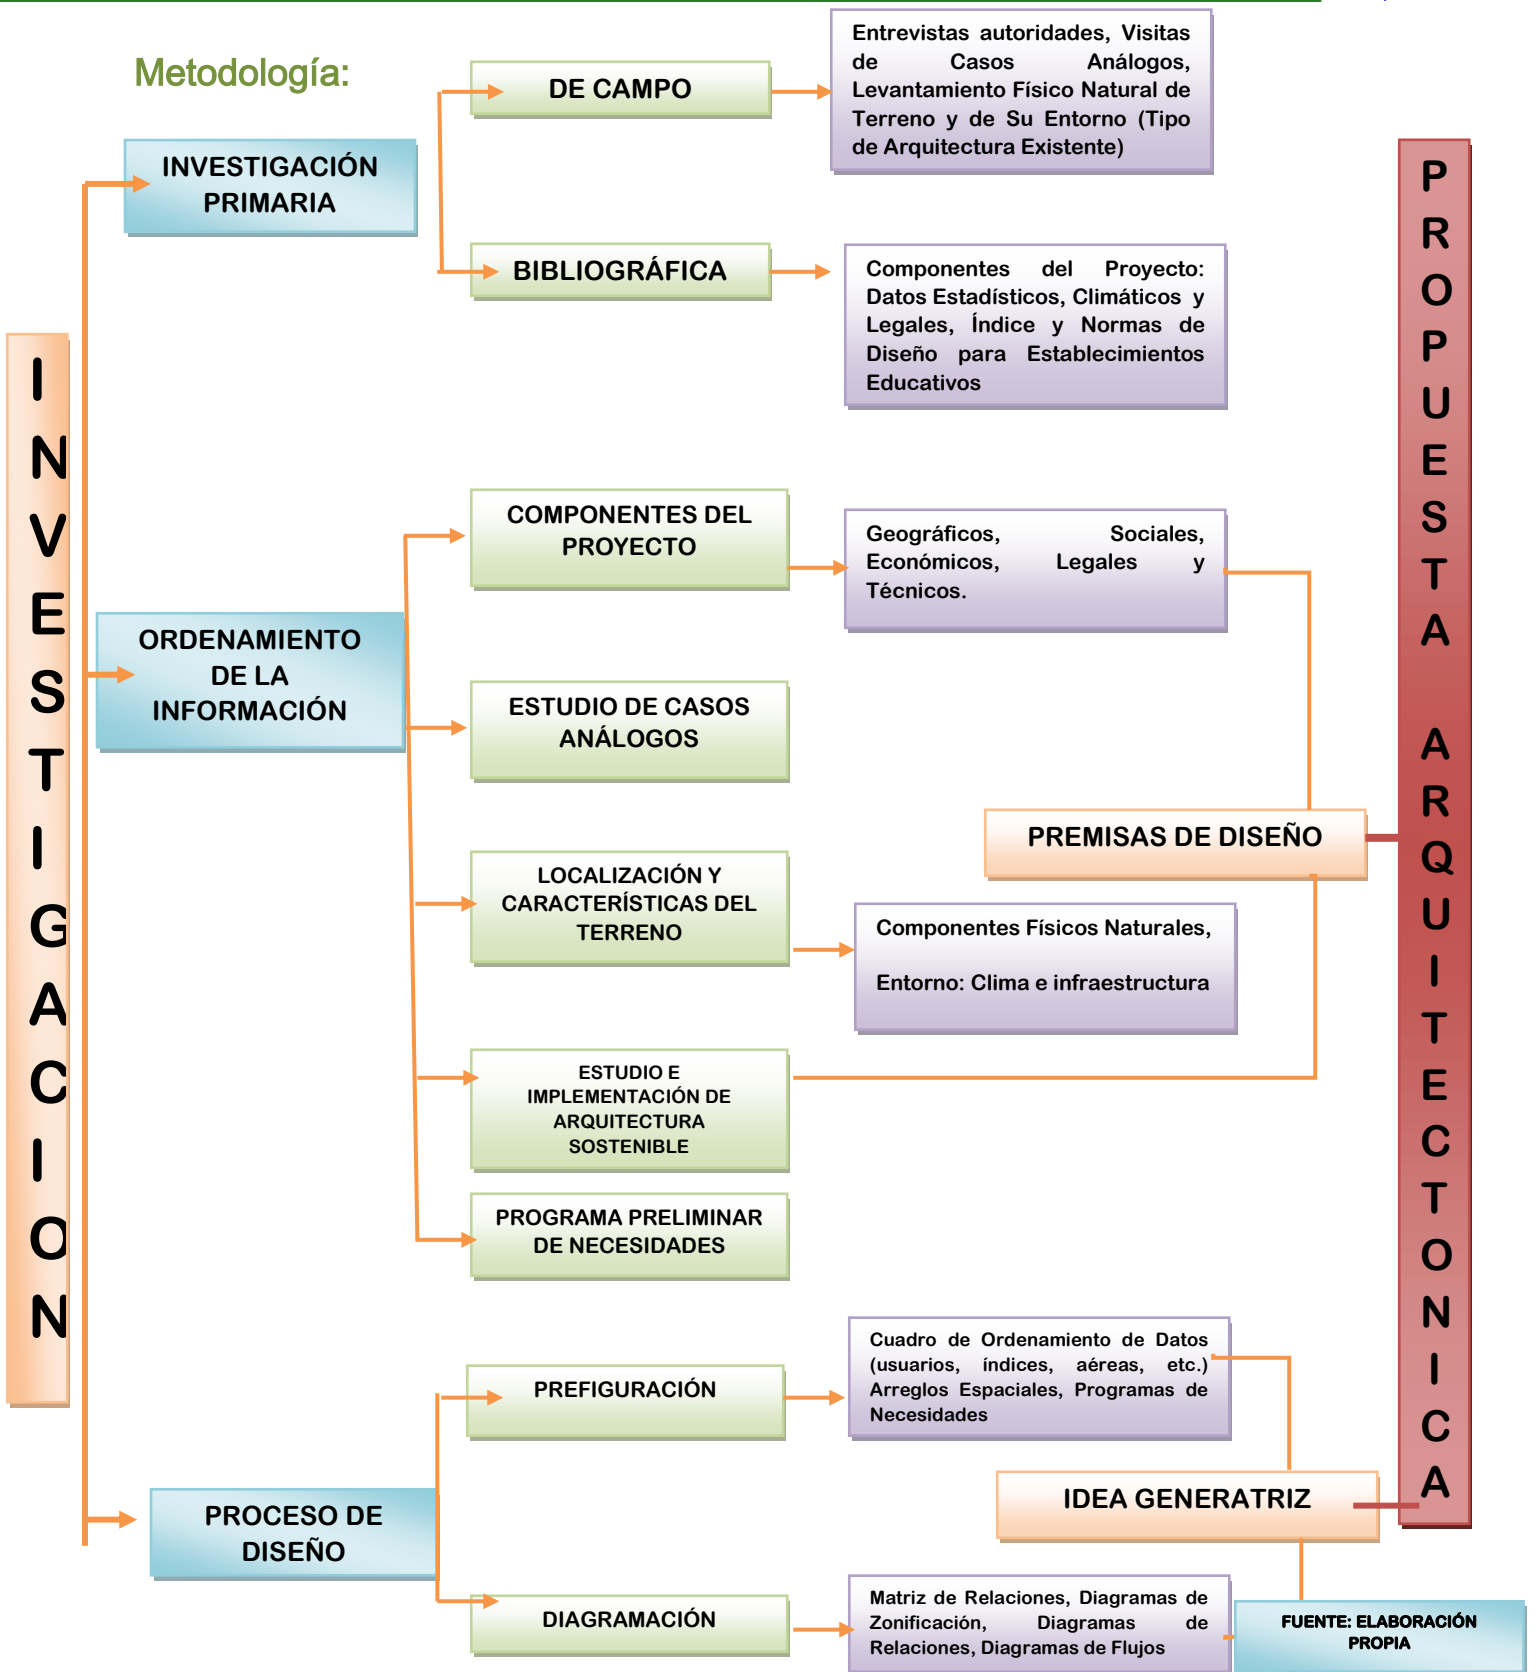 Metodología:
INVESTIGACION
INVESTIGACIÓN
PRIMARIA
DE CAMPO
Entrevistas autoridades, Visitas
de Casos Análogos,
Levantamiento Físico Natural de
Terreno y de Su Entorno (Tipo
de Arquitectura Existente)
BIBLIOGRÁFICA
Componentes del Proyecto:
Datos Estadísticos, Climáticos y
Legales, Índice y Normas de
Diseño para Establecimientos
Educativos
ORDENAMIENTO
DE LA
INFORMACIÓN
COMPONENTES DEL
PROYECTO
Geográficos, Sociales,
Económicos, Legales y
Técnicos.
ESTUDIO DE CASOS
ANÁLOGOS
PREMISAS DE DISEÑO
LOCALIZACIÓN Y
CARACTERÍSTICAS DEL
TERRENO
Componentes Físicos Naturales,
Entorno: Clima e infraestructura
ESTUDIO E
IMPLEMENTACIÓN DE
ARQUITECTURA
SOSTENIBLE
PROGRAMA PRELIMINAR
DE NECESIDADES
PROCESO DE
DISEÑO
PREFIGURACIÓN
Cuadro de Ordenamiento de Datos
(usuarios, índices, aéreas, etc.)
Arreglos Espaciales, Programas de
Necesidades
IDEA GENERATRIZ
DIAGRAMACIÓN
Matriz de Relaciones, Diagramas de
Zonificación, Diagramas de
Relaciones, Diagramas de Flujos
PROPUESTA ARQUITECTONICA
FUENTE: ELABORACIÓN
PROPIA